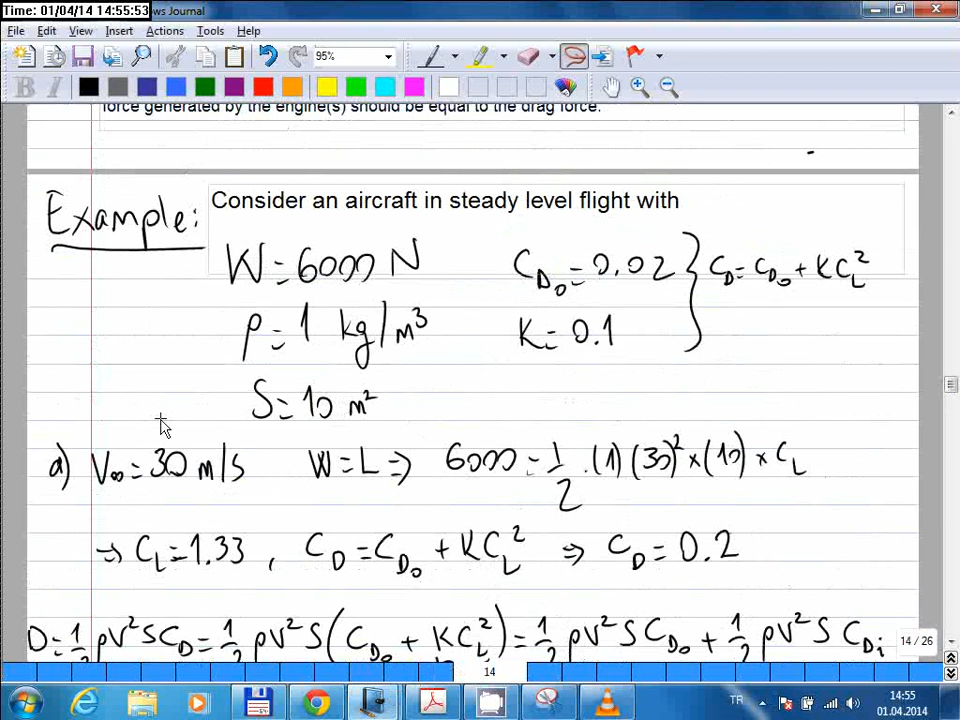 Time: 01/04/14 14:55:53
ws Journal
File Edit View Insert Actions Tools Help
95%
B I
force generated by the engine(s) should be equal to the drag force.
Example: Consider an aircraft in steady level flight with
W=6000 N C_D₀=0.02 } C_D=C_D₀+KC_L²
ρ=1 kg/m³ K=0.1
S=10 m²
a) V∞=30 m/s W=L⇒ 6000=1/2.(1)(30)²×(10)×C_L
⇒ C_L=1.33, C_D=C_D₀+KC_L² ⇒ C_D=0.2
D=1/2 ρV²SC_D=1/2 ρV²S(C_D₀+KC_L²)=1/2 ρV²SC_D₀+1/2 ρV²S C_Di
14 / 26
14
TR 14:55
01.04.2014